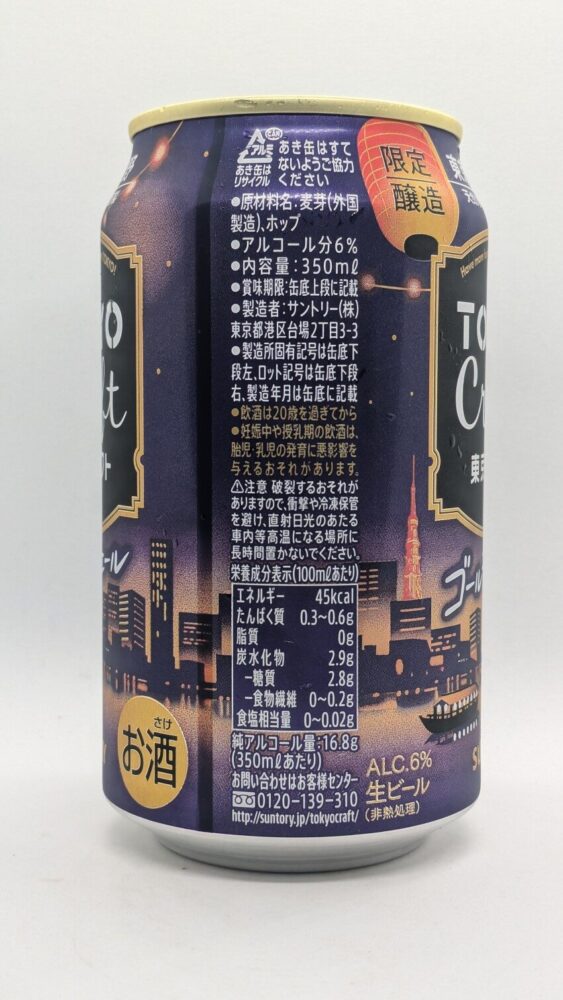 CAN
アルミ
あき缶は
リサイクル
あき缶はすて
ないようご協力
ください
●原材料名：麦芽（外国
製造）、ホップ
●アルコール分6％
●内容量：350mℓ
●賞味期限：缶底上段に記載
●製造者：サントリー（株）
東京都港区台場2丁目3-3
●製造所固有記号は缶底下
段左、ロット記号は缶底下段
右、製造年月は缶底に記載
●飲酒は20歳を過ぎてから
●妊娠中や授乳期の飲酒は、
胎児・乳児の発育に悪影響を
与えるおそれがあります。
⚠注意 破裂するおそれが
ありますので、衝撃や冷凍保管
を避け、直射日光のあたる
車内等高温になる場所に
長時間置かないでください。
栄養成分表示（100mℓあたり）
エネルギー 45kcal
たんぱく質 0.3~0.6g
脂質 0g
炭水化物 2.9g
－糖質 2.8g
－食物繊維 0~0.2g
食塩相当量 0~0.02g
純アルコール量：16.8g
（350mℓあたり）
お問い合わせはお客様センター
0120-139-310
http://suntory.jp/tokyocraft/
限定
醸造
TO
C
東
ゴール
S
ALC.6%
生ビール
（非熱処理）
YO
lt
フト
エール
さけ
お酒